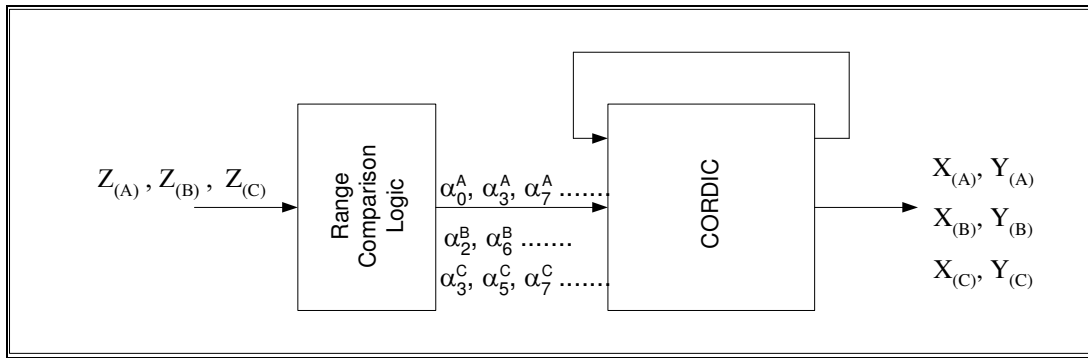 Z(A) , Z(B) , Z(C)
Range
Comparison
Logic
α₀ᴬ, α₃ᴬ, α₇ᴬ .......
α₂ᴮ, α₆ᴮ .......
α₃ᶜ, α₅ᶜ, α₇ᶜ .......
CORDIC
X(A), Y(A)
X(B), Y(B)
X(C), Y(C)